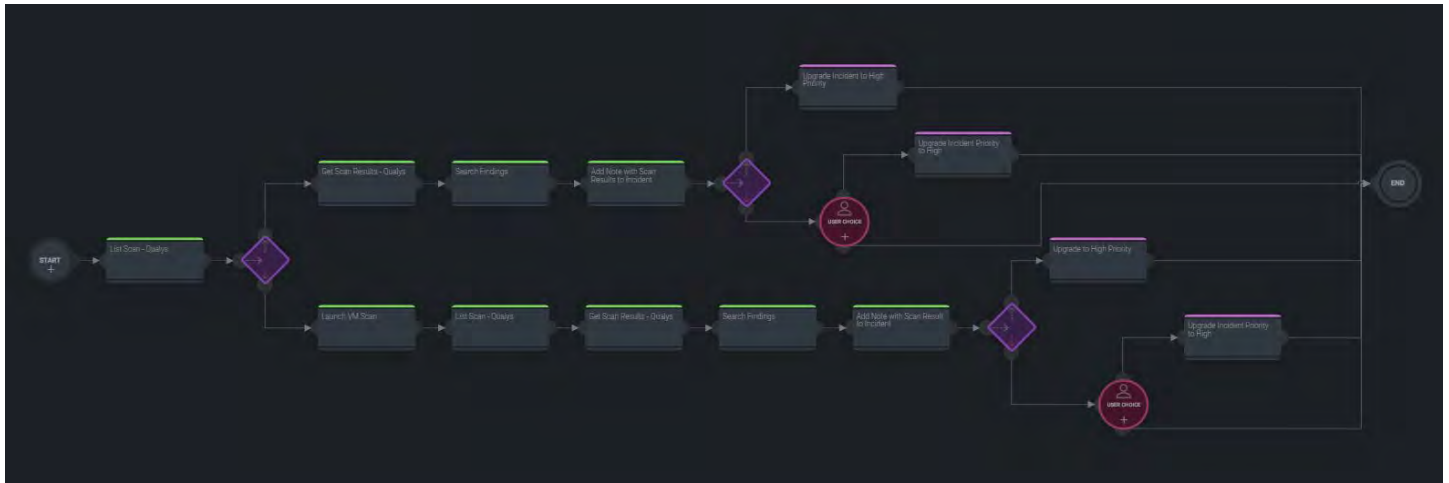 Upgrade Incident to High
Priority
Upgrade Incident Priority
to High
Get Scan Results - Qualys
Search Findings
Add Note with Scan
Results to Incident
END
USER CHOICE
START
List Scan - Qualys
Upgrade to High Priority
Launch VM Scan
List Scan - Qualys
Get Scan Results - Qualys
Search Findings
Add Note with Scan Result
to Incident
Upgrade Incident Priority
to High
USER CHOICE